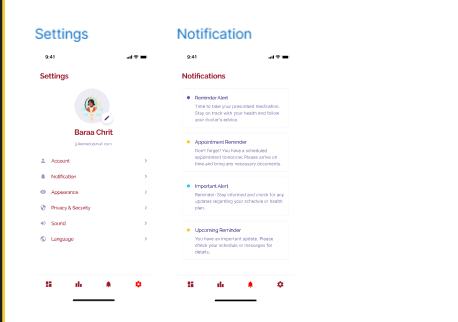 Settings
Notification
9:41
9:41
Settings
Baraa Chrit
Account
Notification
Appearance
Privacy & Security
Sound
Language
Notifications
Reminder Alert
Time to take your prescribed medication.
Stay on track with your health and follow
your doctor's advice.
Appointment Reminder
Don't forget! You have a scheduled
appointment tomorrow. Please arrive on
time and bring any necessary documents.
Important Alert
Reminder: Stay informed and check for any
updates regarding your schedule or health
plan.
Upcoming Reminder
You have an important update. Please
check your schedule or messages for
details.